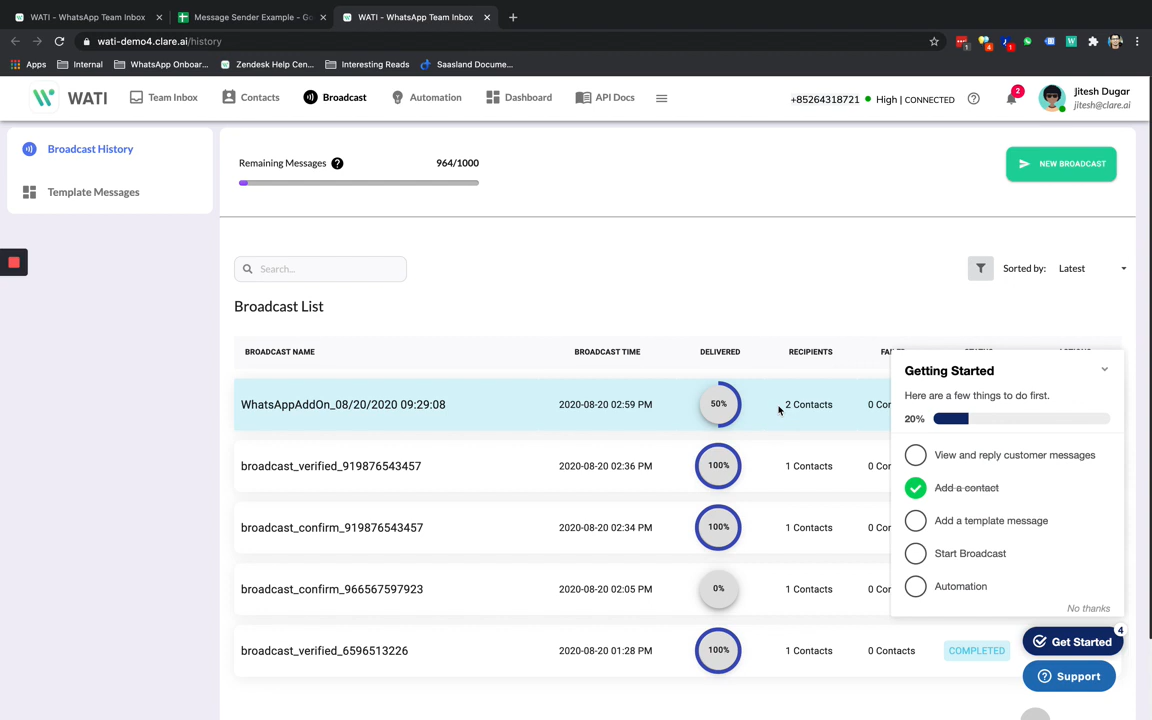 WATI - WhatsApp Team Inbox
Message Sender Example - Go
WATI - WhatsApp Team Inbox
wati-demo4.clare.ai/history
Apps
Internal
WhatsApp Onboar...
Zendesk Help Cen...
Interesting Reads
Saasland Docume...
WATI
Team Inbox
Contacts
Broadcast
Automation
Dashboard
API Docs
+85264318721 High | CONNECTED
2
Jitesh Dugar
jitesh@clare.ai
Broadcast History
Template Messages
Remaining Messages 964/1000
NEW BROADCAST
Search...
Sorted by: Latest
Broadcast List
BROADCAST NAME BROADCAST TIME DELIVERED RECIPIENTS
WhatsAppAddOn_08/20/2020 09:29:08 2020-08-20 02:59 PM 50% 2 Contacts 0 Cor
broadcast_verified_919876543457 2020-08-20 02:36 PM 100% 1 Contacts 0 Cor
broadcast_confirm_919876543457 2020-08-20 02:34 PM 100% 1 Contacts 0 Cor
broadcast_confirm_966567597923 2020-08-20 02:05 PM 0% 1 Contacts 0 Cor
broadcast_verified_6596513226 2020-08-20 01:28 PM 100% 1 Contacts 0 Contacts COMPLETED
Getting Started
Here are a few things to do first.
20%
View and reply customer messages
Add a contact
Add a template message
Start Broadcast
Automation
No thanks
Get Started 4
Support